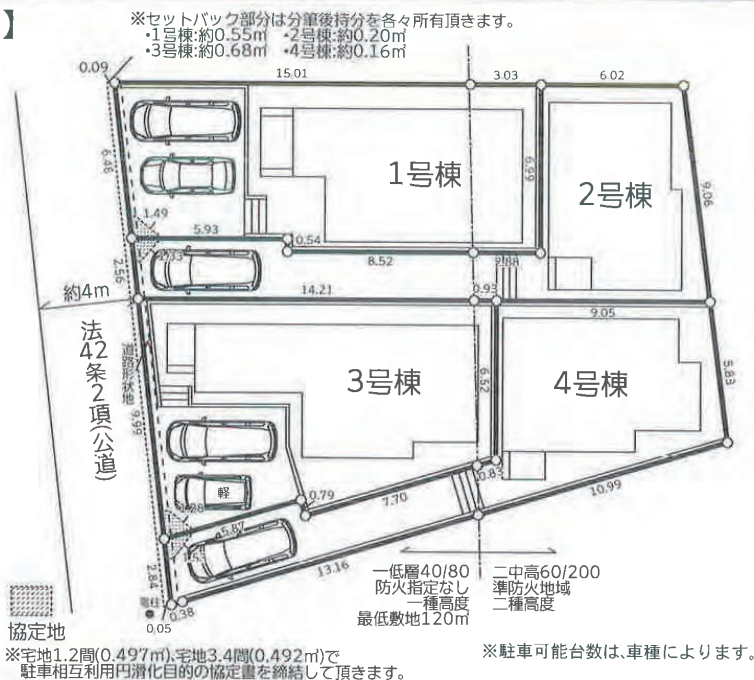 】
※セットバック部分は分筆後持分を各々所有頂きます。
・1号棟:約0.55㎡ ・2号棟:約0.20㎡
・3号棟:約0.68㎡ ・4号棟:約0.16㎡
0.09
15.01
3.03
6.02
6.46
1号棟
6.99
2号棟
9.06
1.49
5.93
0.54
1.33
8.52
2.88
2.56
約4m
14.21
0.93
9.05
法42条2項(公道)
道路形状地
9.99
3号棟
6.52
4号棟
5.83
軽
0.79
7.70
0.83
10.99
5.87
13.16
2.84
電柱
0.38
0.05
一低層40/80
防火指定なし
一種高度
最低敷地120㎡
二中高60/200
準防火地域
二種高度
協定地
※宅地1.2間(0.497㎡)、宅地3.4間(0.492㎡)で
駐車相互利用円滑化目的の協定書を締結して頂きます。
※駐車可能台数は、車種によります。